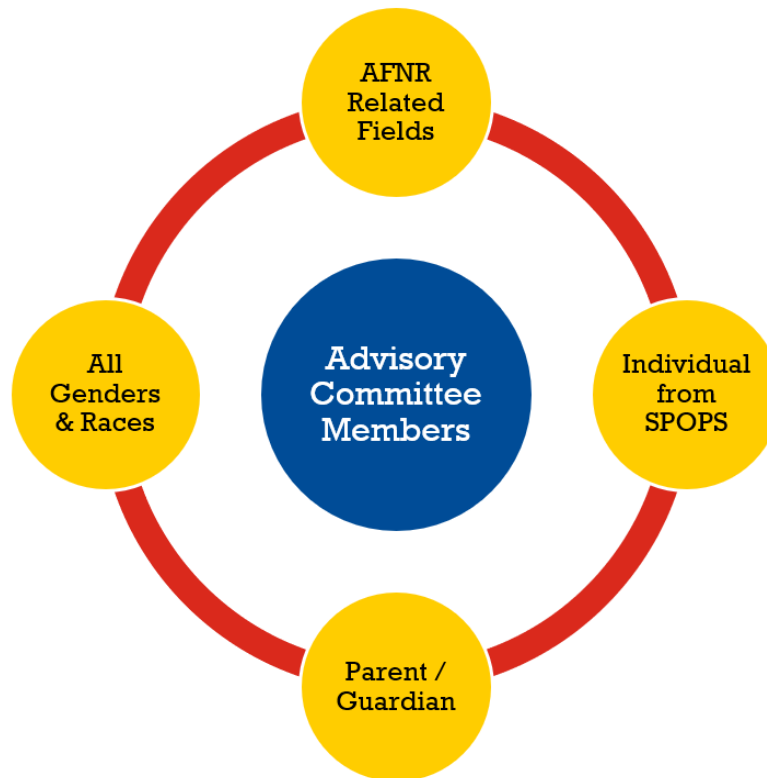 AFNR
Related
Fields
All
Genders
& Races
Advisory
Committee
Members
Individual
from
SPOPS
Parent /
Guardian